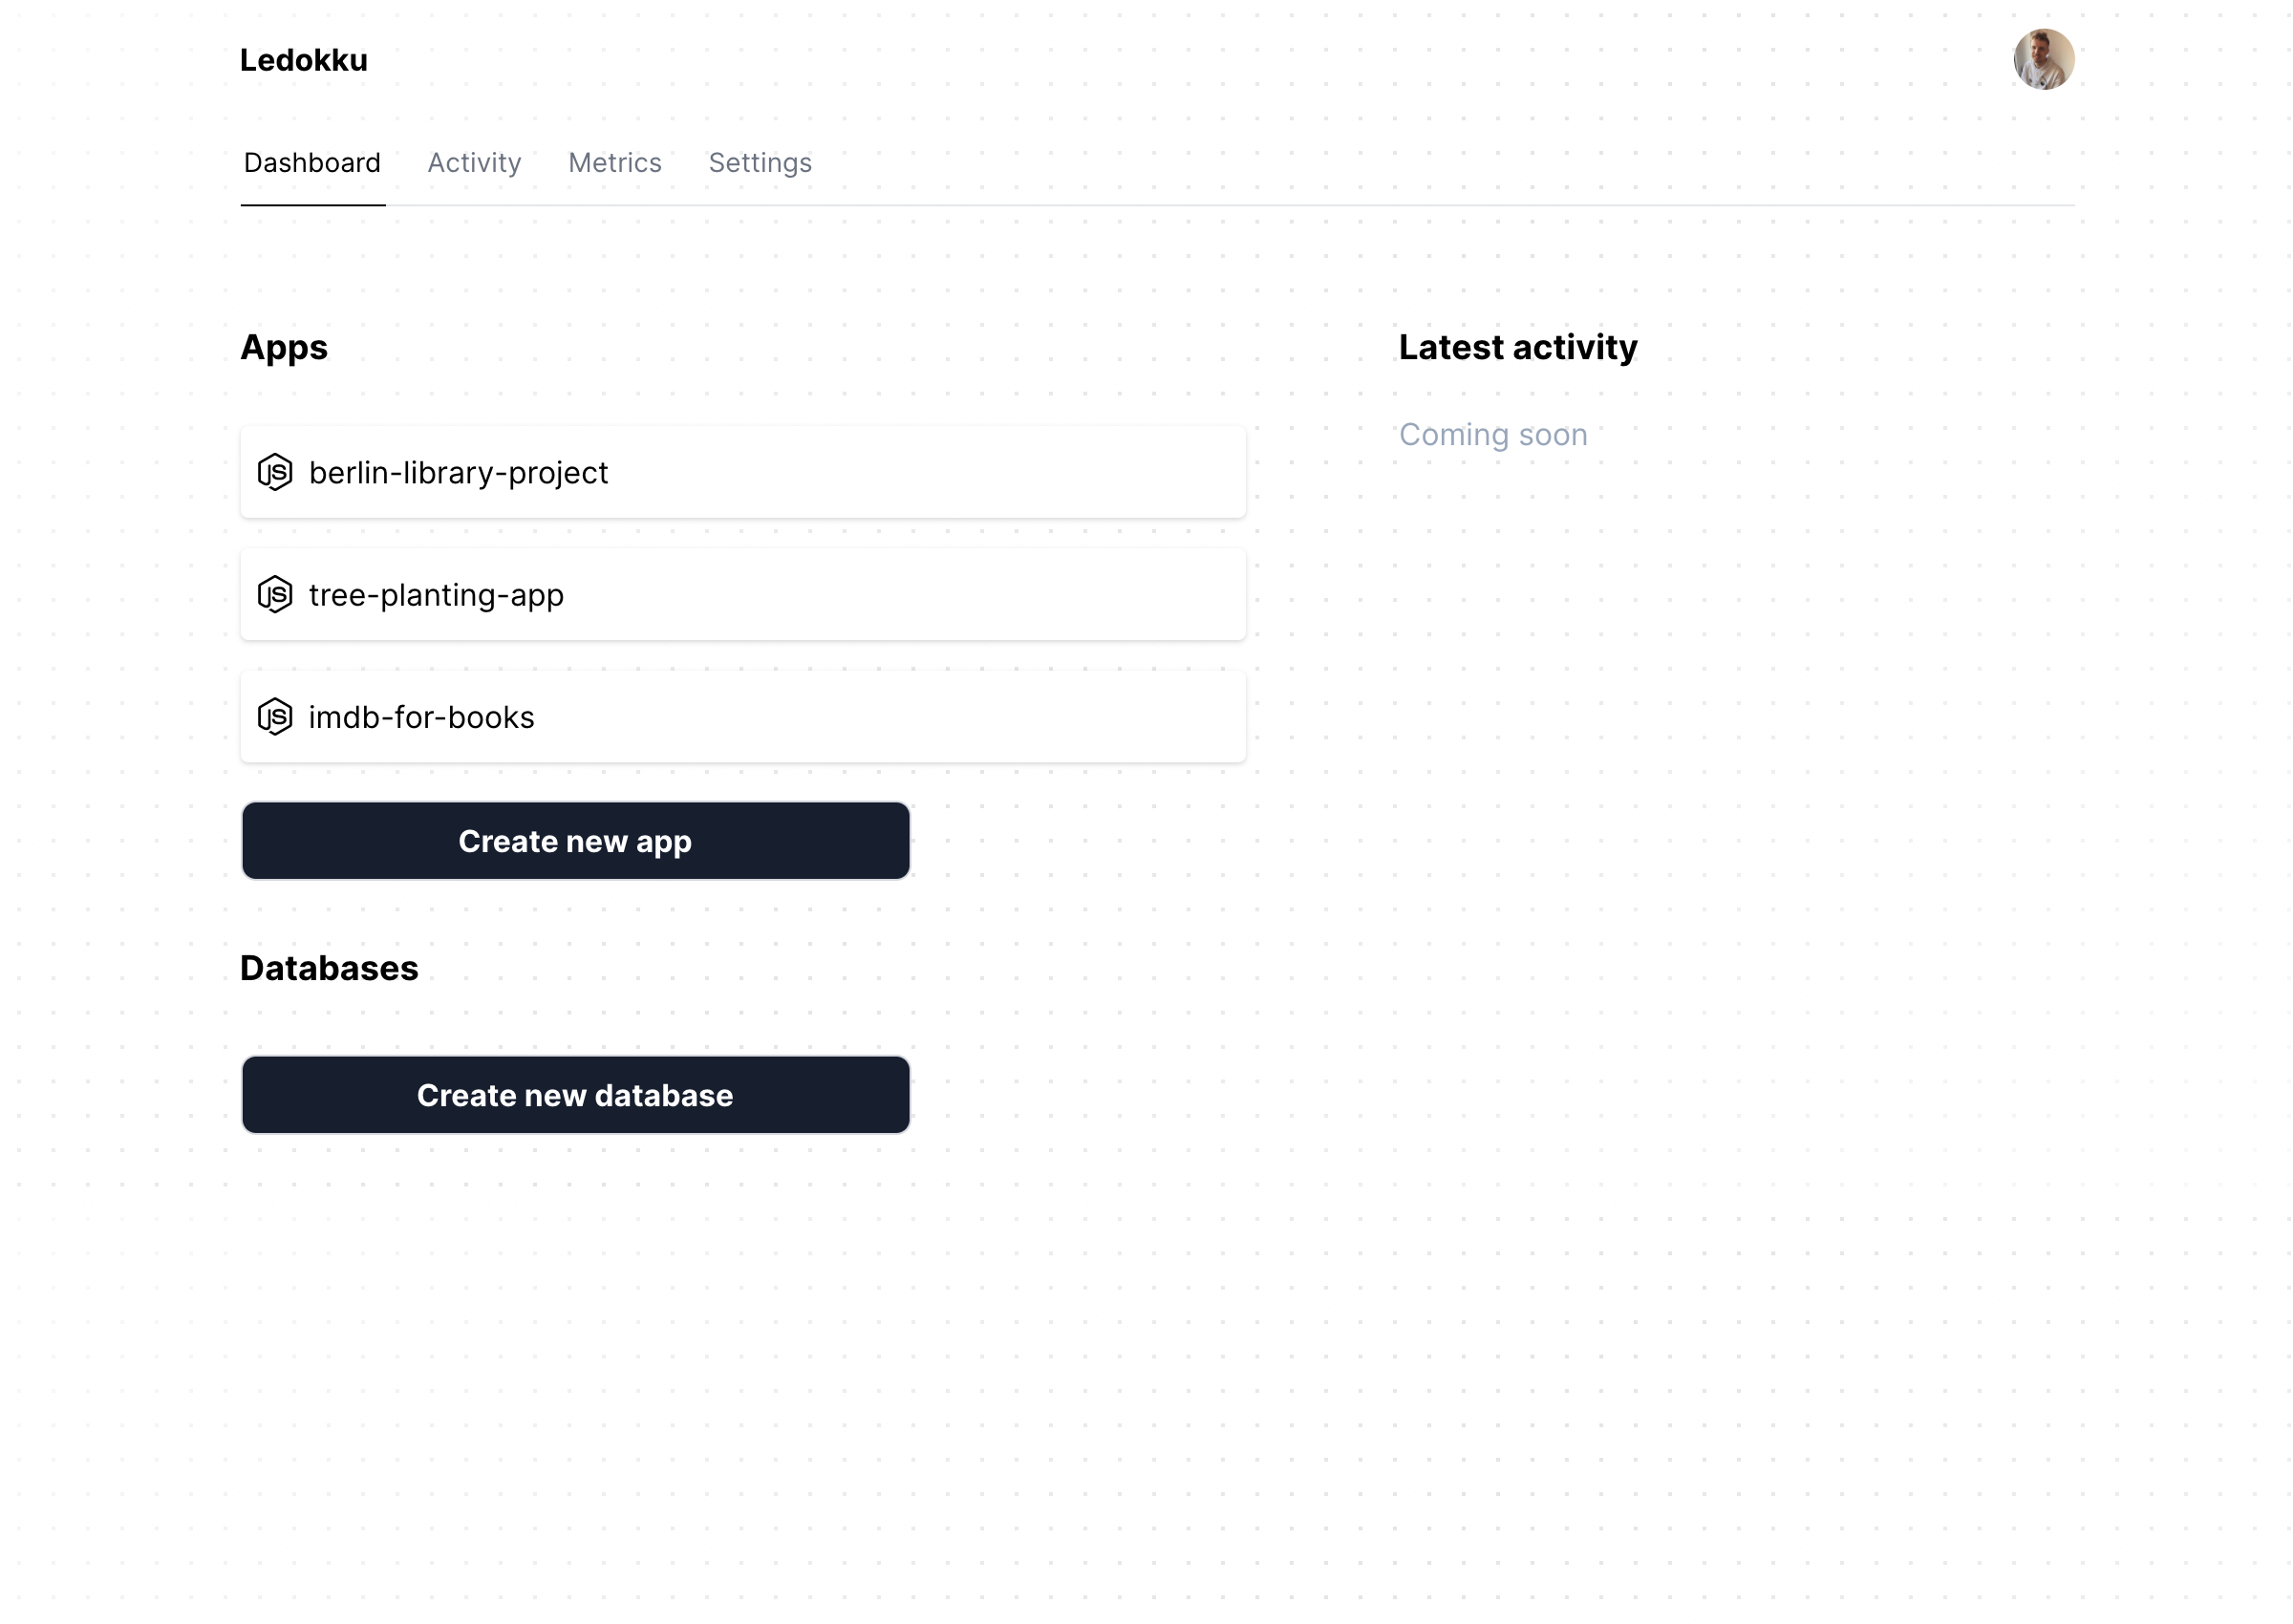 Ledokku
Dashboard Activity Metrics Settings
Apps
berlin-library-project
tree-planting-app
imdb-for-books
Create new app
Databases
Create new database
Latest activity
Coming soon